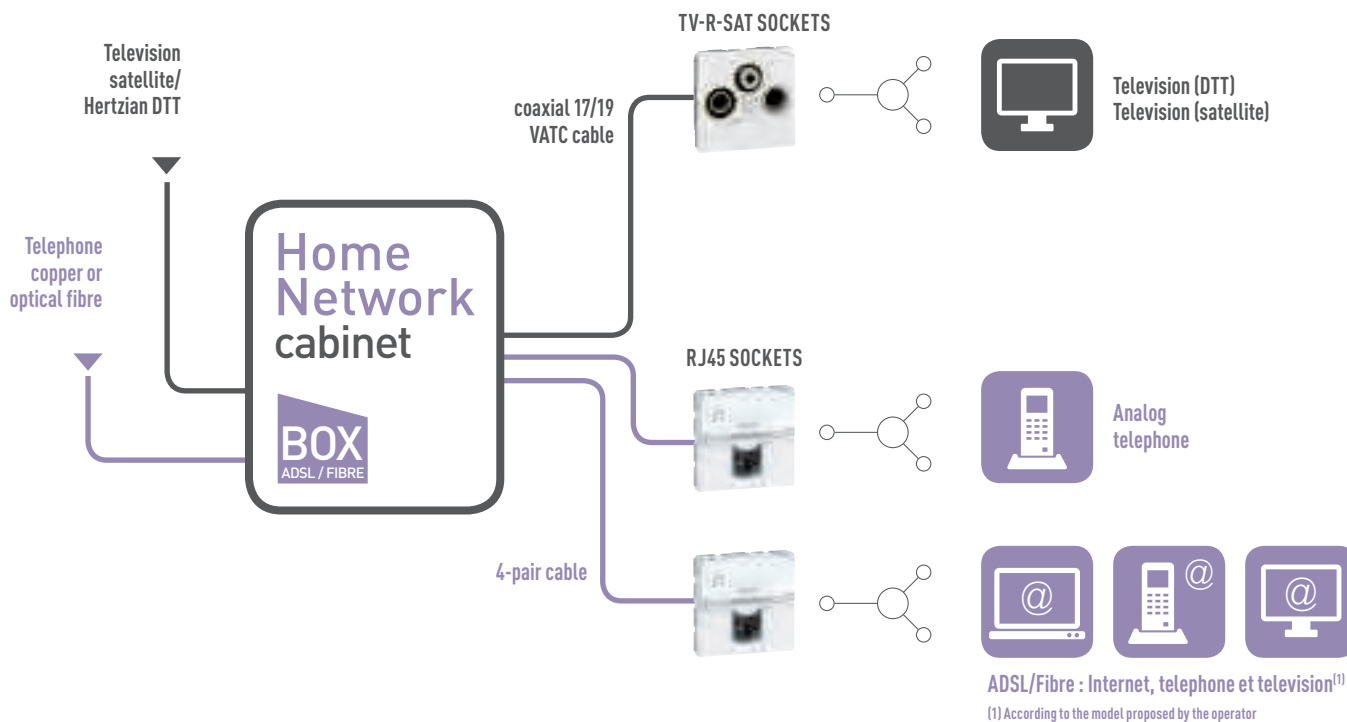 TV-R-SAT SOCKETS
Television
satellite/
Hertzian DTT
coaxial 17/19
VATC cable
Television (DTT)
Television (satellite)
Telephone
copper or
optical fibre
Home
Network
cabinet
BOX
ADSL / FIBRE
RJ45 SOCKETS
Analog
telephone
4-pair cable
@
@
@
ADSL/Fibre : Internet, telephone et television(1)
(1) According to the model proposed by the operator